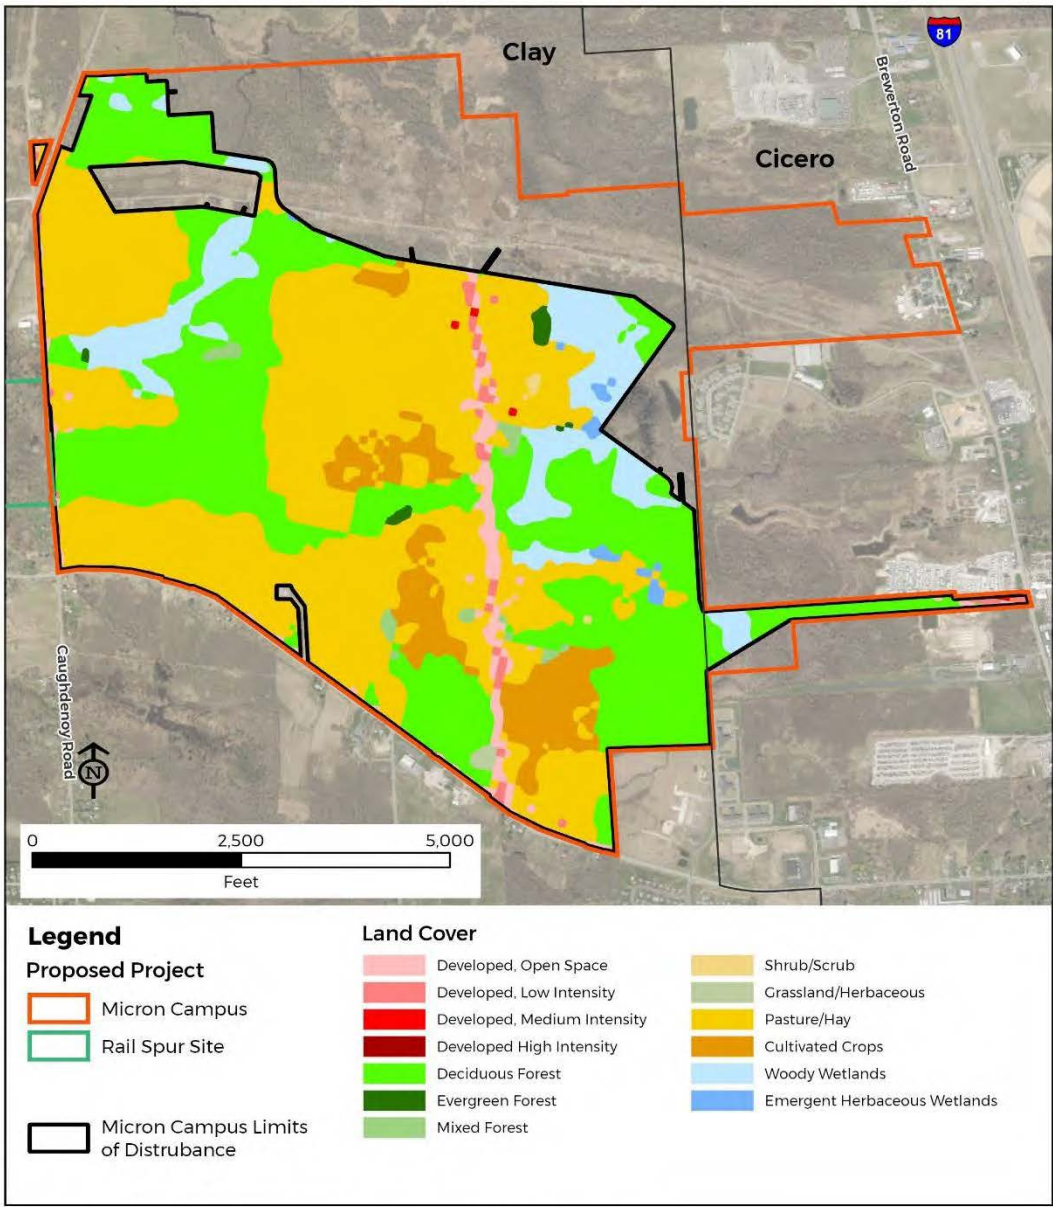 Clay
81
Brewerton Road
Cicero
Caughdenoy Road
N
0 2,500 5,000
Feet
Legend
Proposed Project
Micron Campus
Rail Spur Site
Micron Campus Limits
of Distrubance
Land Cover
Developed, Open Space
Developed, Low Intensity
Developed, Medium Intensity
Developed High Intensity
Deciduous Forest
Evergreen Forest
Mixed Forest
Shrub/Scrub
Grassland/Herbaceous
Pasture/Hay
Cultivated Crops
Woody Wetlands
Emergent Herbaceous Wetlands